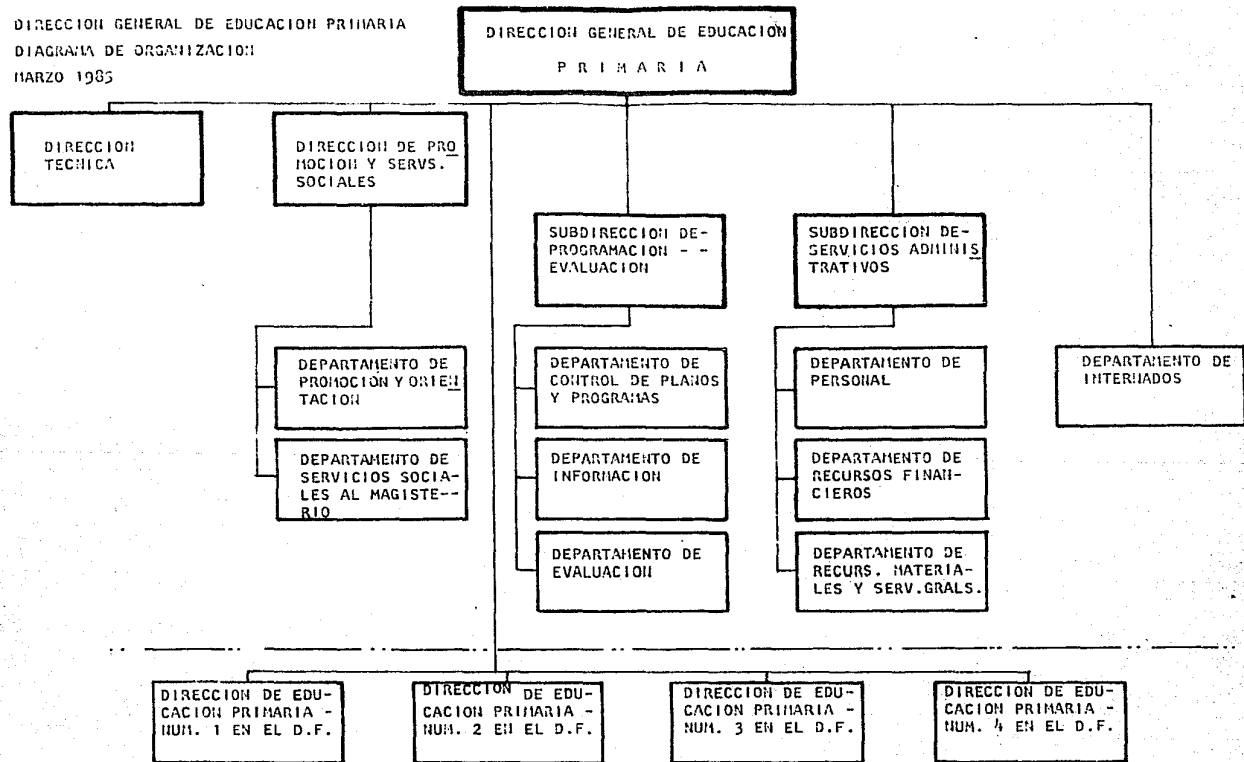 DIRECCION GENERAL DE EDUCACION PRIMARIA
DIAGRAMA DE ORGANIZACION
MARZO 1985
DIRECCION GENERAL DE EDUCACION
PRIMARIA
DIRECCION
TECNICA
DIRECCION DE PRO
MOCION Y SERVS.
SOCIALES
SUBDIRECCION DE-
PROGRAMACION - -
EVALUACION
SUBDIRECCION DE-
SERVICIOS ADMINIS
TRATIVOS
DEPARTAMENTO DE
PROMOCION Y ORIEN
TACION
DEPARTAMENTO DE
CONTROL DE PLANOS
Y PROGRAMAS
DEPARTAMENTO DE
PERSONAL
DEPARTAMENTO DE
INTERNADOS
DEPARTAMENTO DE
SERVICIOS SOCIA-
LES AL MAGISTE--
RIO
DEPARTAMENTO DE
INFORMACION
DEPARTAMENTO DE
RECURSOS FINAN-
CIEROS
DEPARTAMENTO DE
EVALUACION
DEPARTAMENTO DE
RECURS. MATERIA-
LES Y SERV.GRALS.
DIRECCION DE EDU-
CACION PRIMARIA -
NUM. 1 EN EL D.F.
DIRECCION DE EDU-
CACION PRIMARIA -
NUM. 2 EN EL D.F.
DIRECCION DE EDU-
CACION PRIMARIA -
NUM. 3 EN EL D.F.
DIRECCION DE EDU-
CACION PRIMARIA -
NUM. 4 EN EL D.F.